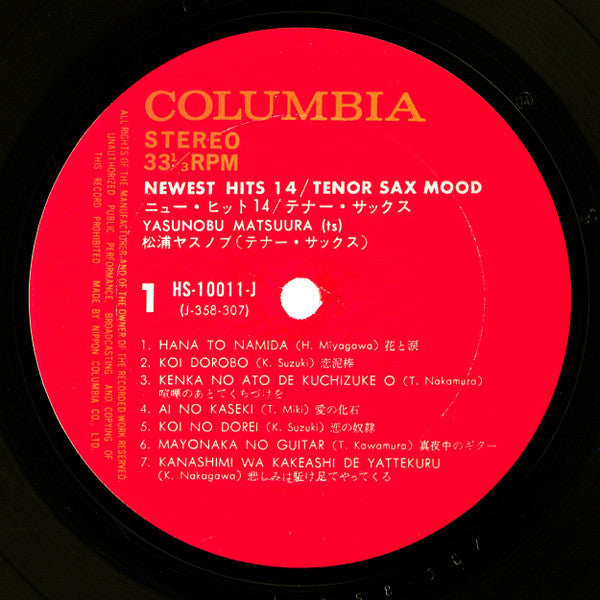 COLUMBIA
STEREO
33 1/3 RPM
NEWEST HITS 14/TENOR SAX MOOD
ニュー・ヒット14/テナー・サックス
YASUNOBU MATSUURA (ts)
松浦ヤスノブ(テナー・サックス)
1 HS-10011-J
(J-358-307)
1. HANA TO NAMIDA (H. Miyagawa) 花と涙
2. KOI DOROBO (K. Suzuki) 恋泥棒
3. KENKA NO ATO DE KUCHIZUKE O (T. Nakamura)
喧嘩のあとでくちづけを
4. AI NO KASEKI (T. Miki) 愛の化石
5. KOI NO DOREI (K. Suzuki) 恋の奴隷
6. MAYONAKA NO GUITAR (T. Kawamura) 真夜中のギター
7. KANASHIMI WA KAKEASHI DE YATTEKURU
(K. Nakagawa) 悲しみは駈け足でやってくる
ALL RIGHTS OF THE MANUFACTURER AND OF THE OWNER OF THE RECORDED WORK RESERVED.
UNAUTHORIZED PUBLIC PERFORMANCE, BROADCASTING AND COPYING OF
THIS RECORD PROHIBITED. MADE BY NIPPON COLUMBIA CO., LTD.
14